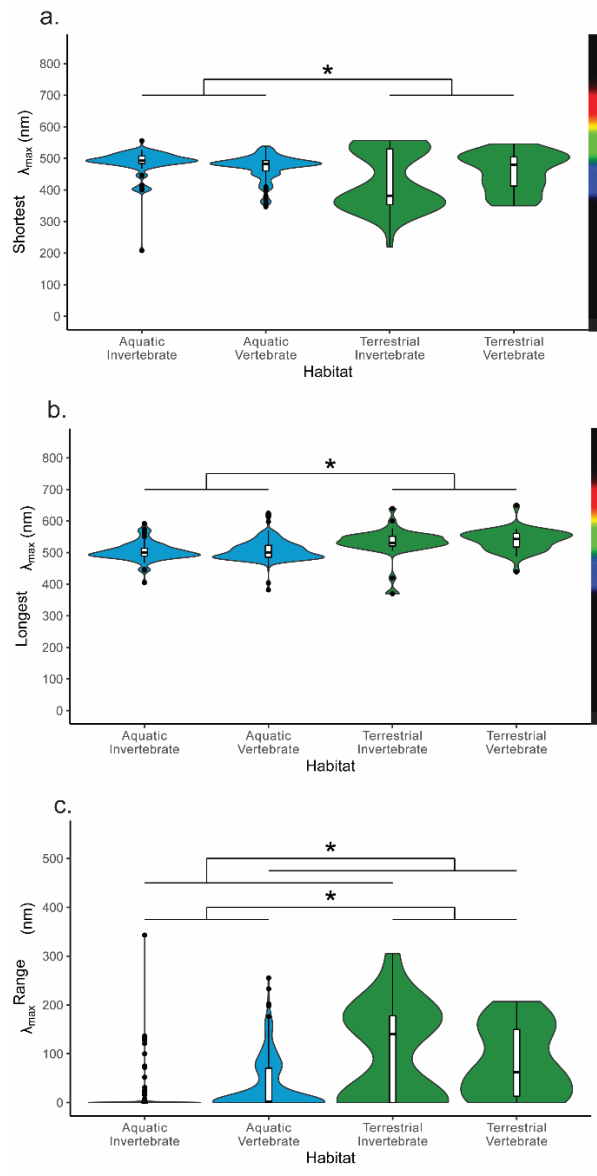 a.
*
800
700
600
500
400
300
200
100
0
Shortest λmax (nm)
Aquatic Invertebrate
Aquatic Vertebrate
Terrestrial Invertebrate
Terrestrial Vertebrate
Habitat
b.
*
800
700
600
500
400
300
200
100
0
Longest λmax (nm)
Aquatic Invertebrate
Aquatic Vertebrate
Terrestrial Invertebrate
Terrestrial Vertebrate
Habitat
c.
*
*
500
400
300
200
100
0
λmax Range (nm)
Aquatic Invertebrate
Aquatic Vertebrate
Terrestrial Invertebrate
Terrestrial Vertebrate
Habitat